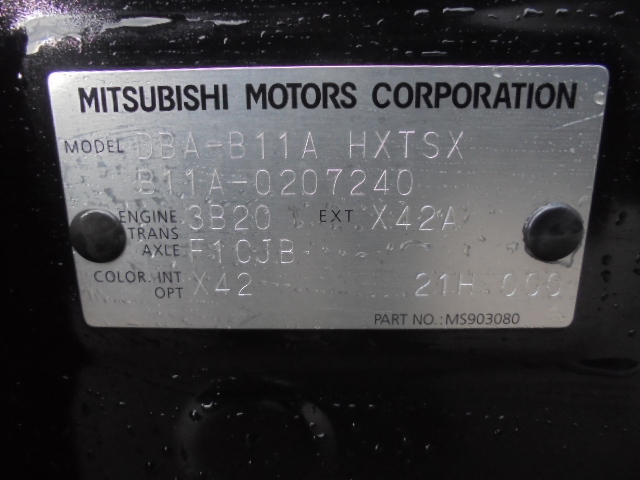 MITSUBISHI MOTORS CORPORATION
MODEL DBA-B11A HXTSX
B11A-0207240
ENGINE 3B20 EXT X42A
TRANS
AXLE F1CJB
COLOR.INT X42 21H 000
OPT
PART NO.: MS903080